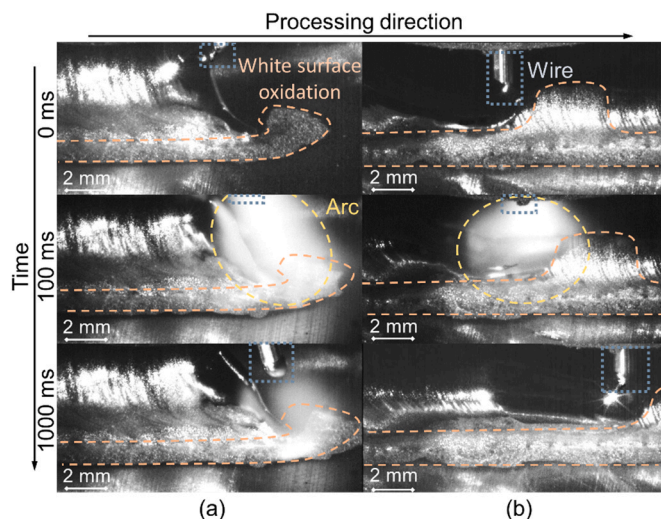 Processing direction
Time
0 ms
100 ms
1000 ms
White surface
oxidation
2 mm
Wire
2 mm
Arc
2 mm
2 mm
2 mm
2 mm
(a)
(b)